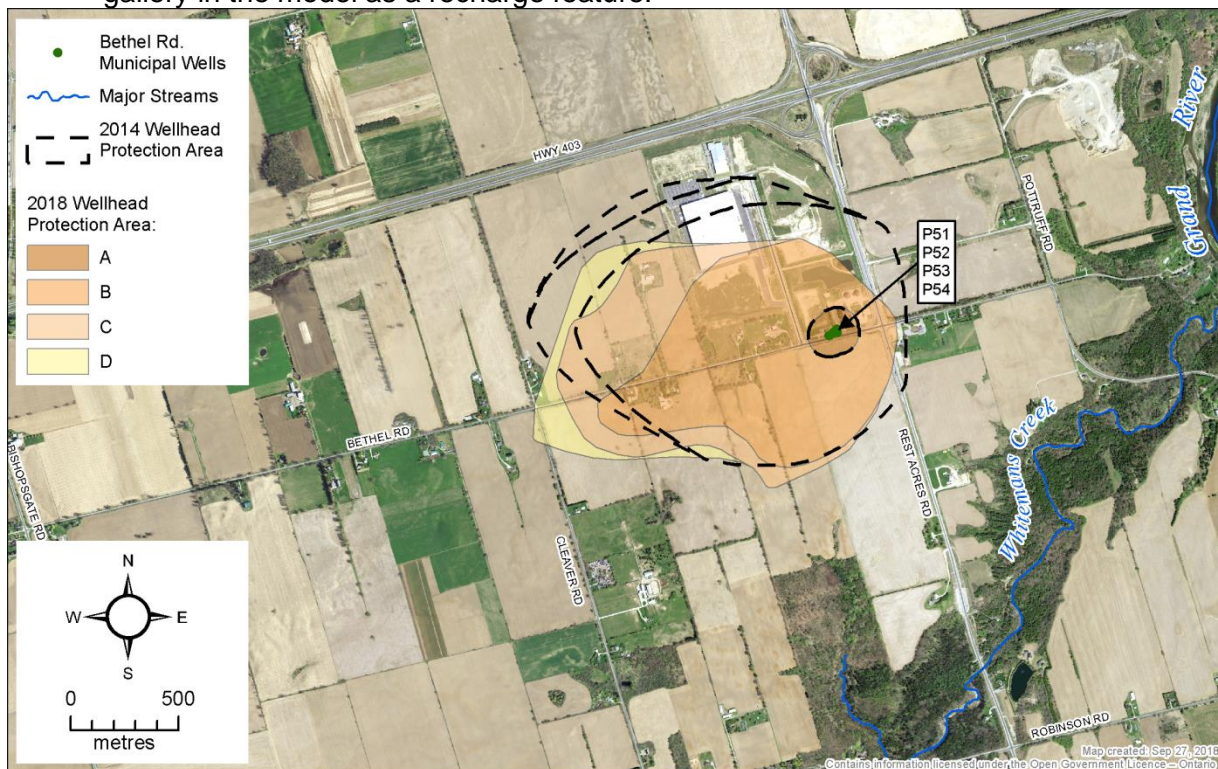 gallery in the model as a recharge feature.
Bethel Rd.
Municipal Wells
Major Streams
2014 Wellhead
Protection Area
2018 Wellhead
Protection Area:
A
B
C
D
HWY 403
POTTRUFF RD
Grand River
P51
P52
P53
P54
BETHEL RD
BISHOPSGATE RD
CLEAVER RD
REST ACRES RD
Whitemans Creek
ROBINSON RD
N
W
E
S
0
500
metres
Map created: Sep 27, 2018
Contains information licensed under the Open Government Licence – Ontario